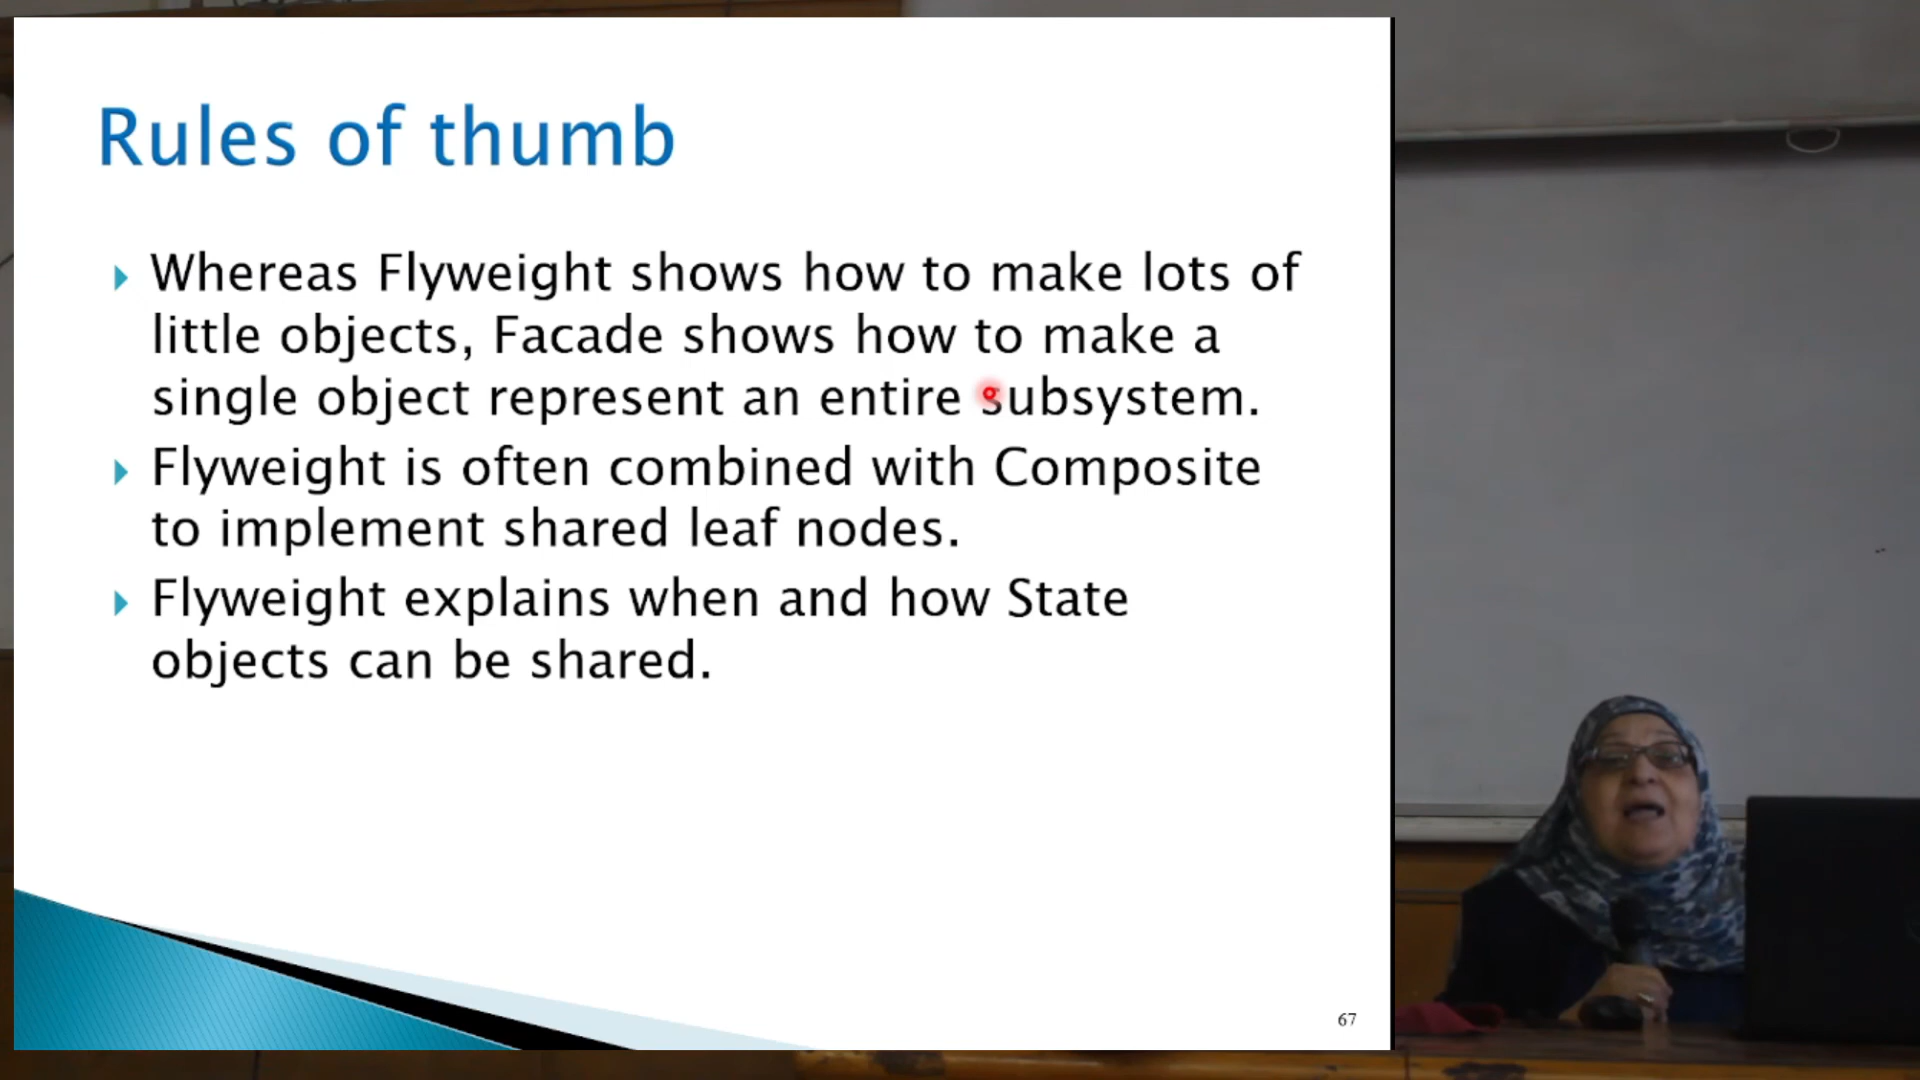 Rules of thumb
Whereas Flyweight shows how to make lots of
little objects, Facade shows how to make a
single object represent an entire subsystem.
Flyweight is often combined with Composite
to implement shared leaf nodes.
Flyweight explains when and how State
objects can be shared.
67